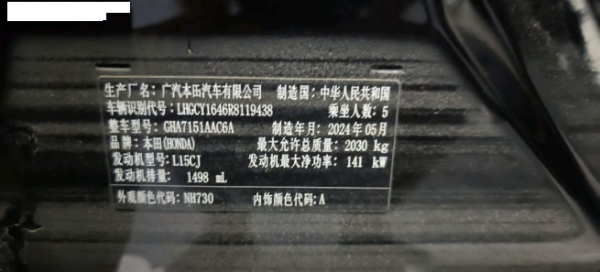 生产厂名: 广汽本田汽车有限公司 制造国: 中华人民共和国
车辆识别代号: LHGCY1646R8119438 乘坐人数: 5
整车型号: GHA7151AAC6A 制造年月: 2024年05月
品牌: 本田(HONDA) 最大允许总质量: 2030 kg
发动机型号: L15CJ 发动机最大净功率: 141 kW
发动机排量: 1498 mL
外观颜色代码: NH730 内饰颜色代码: A